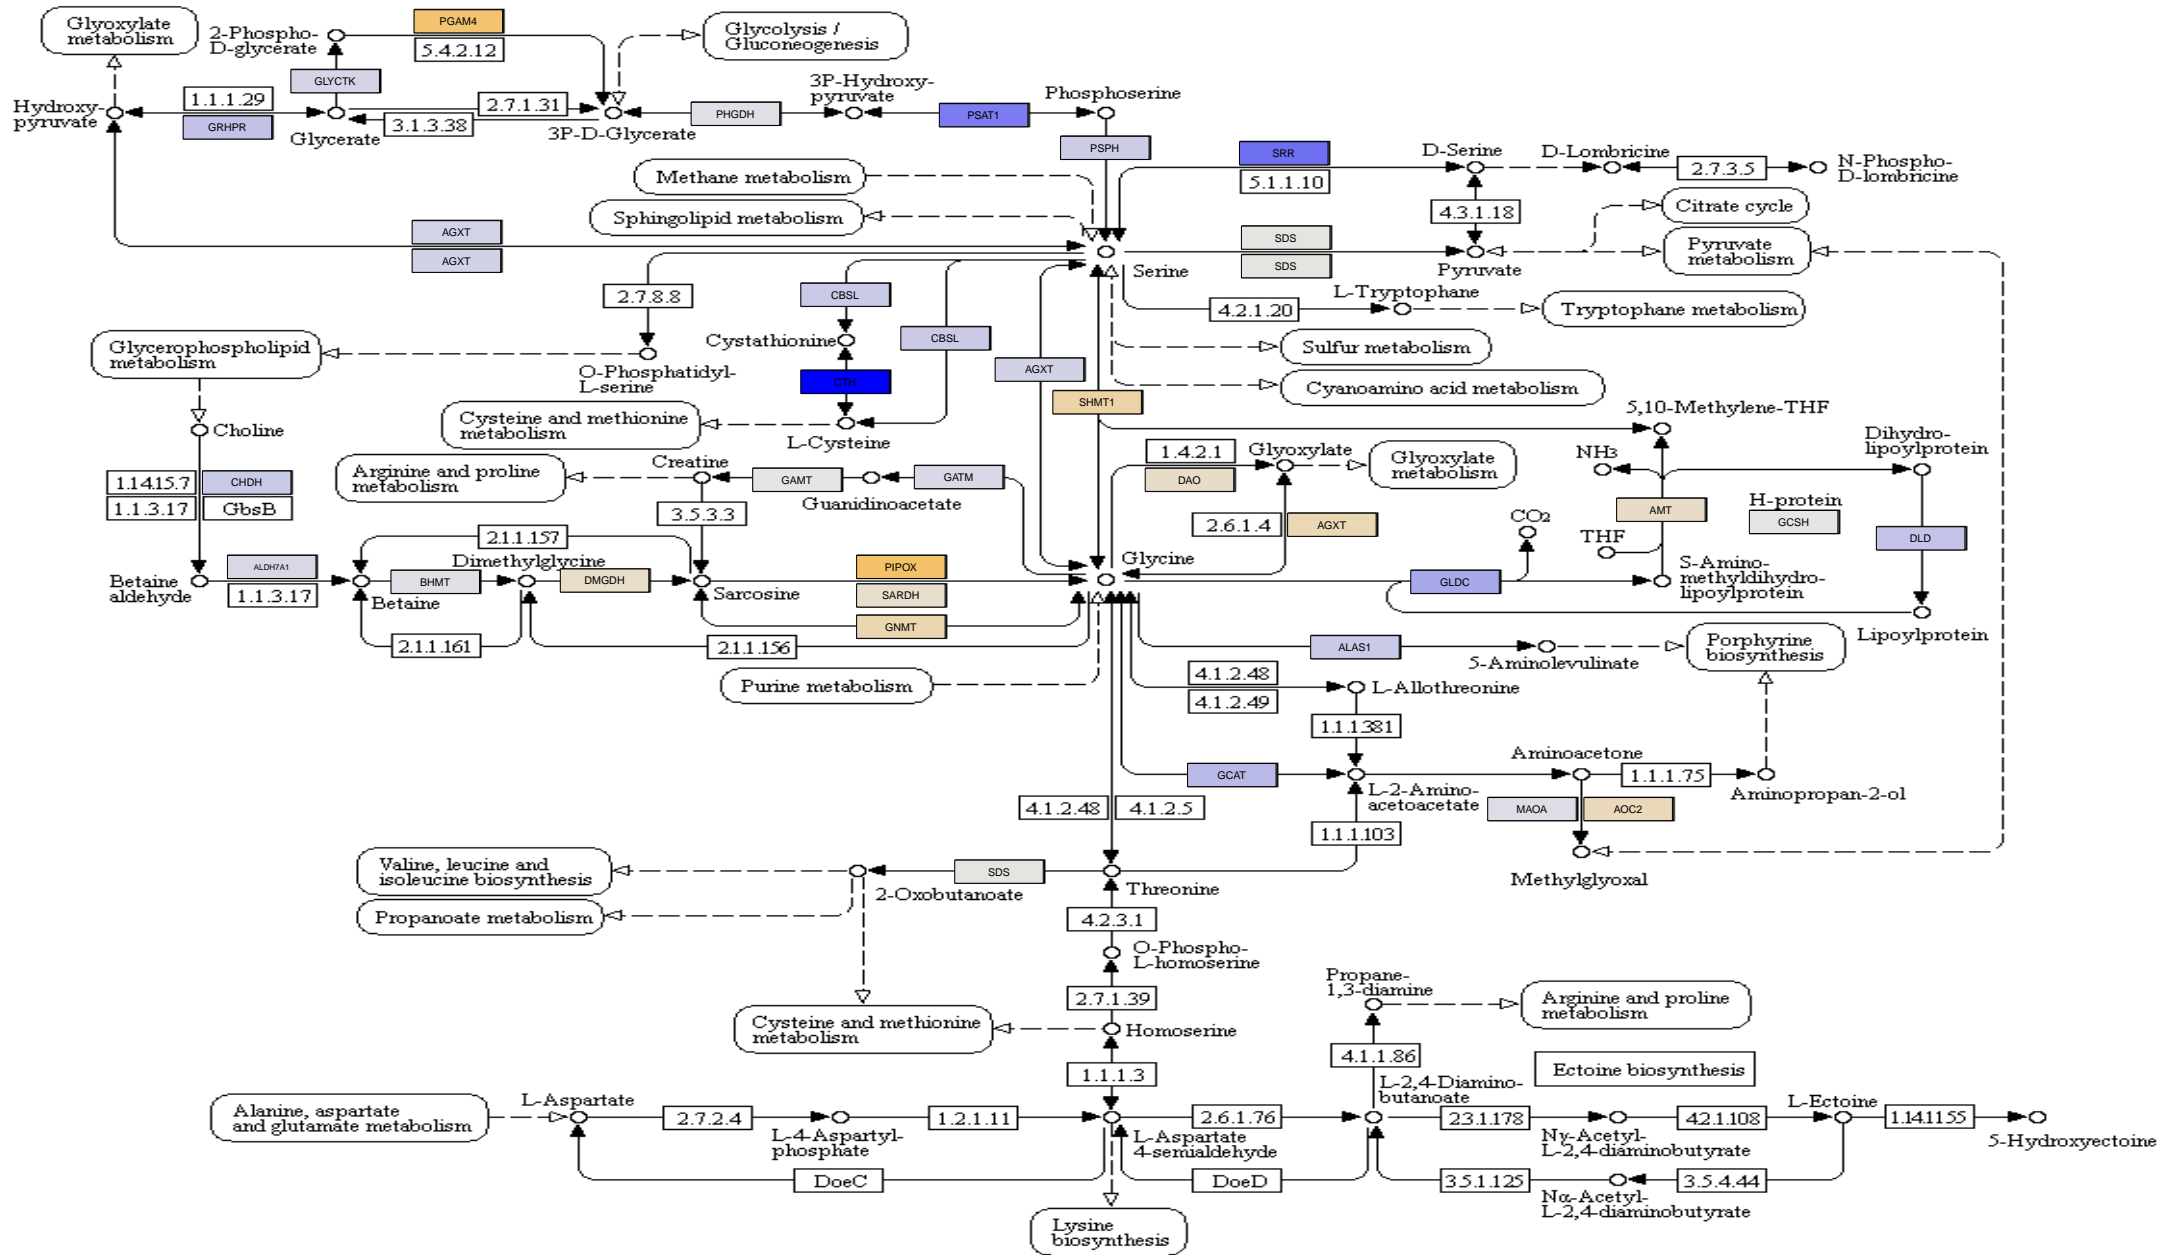 Glyoxylate
metabolism
2-Phospho-
D-glycerate
PGAM4
5.4.2.12
Glycolysis /
Gluconeogenesis
GLYCTK
Hydroxy-
pyruvate
1.1.1.29
GRHPR
Glycerate
2.7.1.31
3.1.3.38
3P-D-Glycerate
PHGDH
3P-Hydroxy-
pyruvate
PSAT1
Phosphoserine
PSPH
SRR
5.1.1.10
D-Serine
D-Lombricine
2.7.3.5
N-Phospho-
D-lombricine
Methane metabolism
Sphingolipid metabolism
4.3.1.18
Citrate cycle
AGXT
AGXT
Serine
SDS
SDS
Pyruvate
Pyruvate
metabolism
2.7.8.8
CBSL
CBSL
4.2.1.20
L-Tryptophane
Tryptophane metabolism
Glycerophospholipid
metabolism
Cystathionine
O-Phosphatidyl-
L-serine
CTH
AGXT
SHMT1
Sulfur metabolism
Cyanoamino acid metabolism
Choline
Cysteine and methionine
metabolism
L-Cysteine
5,10-Methylene-THF
1.14.15.7
CHDH
1.1.3.17
GbsB
Arginine and proline
metabolism
Creatine
GAMT
Guanidinoacetate
GATM
1.4.2.1
DAO
Glyoxylate
Glyoxylate
metabolism
NH3
Dihydro-
lipoylprotein
3.5.3.3
2.6.1.4
AGXT
CO2
AMT
THF
H-protein
GCSH
DLD
2.1.1.157
Betaine
aldehyde
ALDH7A1
1.1.3.17
Betaine
BHMT
Dimethylglycine
DMGDH
Sarcosine
PIPOX
SARDH
GNMT
Glycine
GLDC
S-Amino-
methyldihydro-
lipoylprotein
Lipoylprotein
2.1.1.161
2.1.1.156
ALAS1
5-Aminolevulinate
Porphyrine
biosynthesis
Purine metabolism
4.1.2.48
4.1.2.49
L-Allothreonine
1.1.1.381
GCAT
L-2-Amino-
acetoacetate
Aminoacetone
1.1.1.75
Aminopropan-2-ol
4.1.2.48
4.1.2.5
MAOA
AOC2
1.1.1.103
Methylglyoxal
Valine, leucine and
isoleucine biosynthesis
2-Oxobutanoate
SDS
Threonine
Propanoate metabolism
4.2.3.1
O-Phospho-
L-homoserine
2.7.1.39
Cysteine and methionine
metabolism
Homoserine
1.1.1.3
Propane-
1,3-diamine
Arginine and proline
metabolism
4.1.1.86
Ectoine biosynthesis
Alanine, aspartate
and glutamate metabolism
L-Aspartate
2.7.2.4
L-4-Aspartyl-
phosphate
1.2.1.11
L-Aspartate
4-semialdehyde
2.6.1.76
L-2,4-Diamino-
butanoate
2.3.1.178
Nγ-Acetyl-
L-2,4-diaminobutyrate
4.2.1.108
L-Ectoine
1.14.11.55
5-Hydroxyectoine
DoeC
DoeD
3.5.1.125
Nα-Acetyl-
L-2,4-diaminobutyrate
3.5.4.44
Lysine
biosynthesis